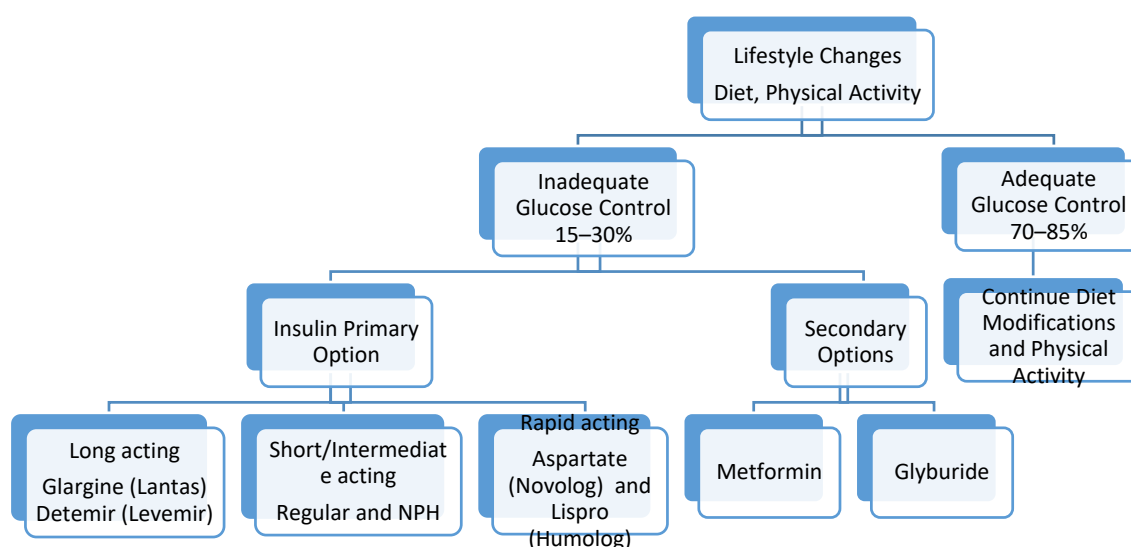 Lifestyle Changes
Diet, Physical Activity
Inadequate
Glucose Control
15–30%
Adequate
Glucose Control
70–85%
Insulin Primary
Option
Secondary
Options
Continue Diet
Modifications
and Physical
Activity
Long acting
Glargine (Lantas)
Detemir (Levemir)
Short/Intermediat
e acting
Regular and NPH
Rapid acting
Aspartate
(Novolog) and
Lispro
(Humolog)
Metformin
Glyburide